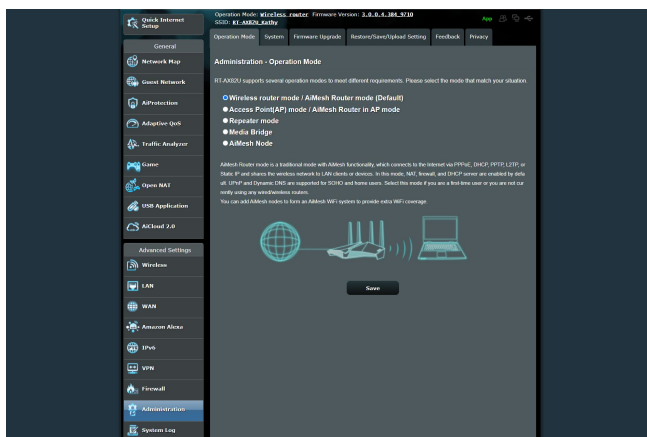 Quick Internet
Setup
General
Network Map
Guest Network
AiProtection
Adaptive QoS
Traffic Analyzer
Game
Open NAT
USB Application
AiCloud 2.0
Advanced Settings
Wireless
LAN
WAN
Amazon Alexa
IPv6
VPN
Firewall
Administration
System Log
Operation Mode: Wireless router Firmware Version: 3.0.0.4.384_9710
SSID: RT-AX82U_Kathy
App
Operation Mode System Firmware Upgrade Restore/Save/Upload Setting Feedback Privacy
Administration - Operation Mode
RT-AX82U supports several operation modes to meet different requirements. Please select the mode that match your situation.
Wireless router mode / AiMesh Router mode (Default)
Access Point(AP) mode / AiMesh Router in AP mode
Repeater mode
Media Bridge
AiMesh Node
AiMesh Router mode is a traditional mode with AiMesh functionality, which connects to the Internet via PPPoE, DHCP, PPTP, L2TP, or
Static IP and shares the wireless network to LAN clients or devices. In this mode, NAT, firewall, and DHCP server are enabled by defa
ult. UPnP and Dynamic DNS are supported for SOHO and home users. Select this mode if you are a first-time user or you are not cur
rently using any wired/wireless routers.
You can add AiMesh nodes to form an AiMesh WiFi system to provide extra WiFi coverage.
Save